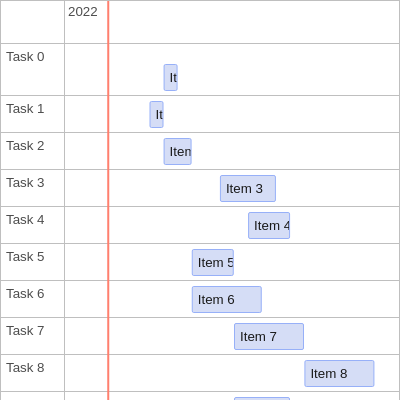 2022
Task 0
It
Task 1
It
Task 2
Item
Task 3
Item 3
Task 4
Item 4
Task 5
Item 5
Task 6
Item 6
Task 7
Item 7
Task 8
Item 8